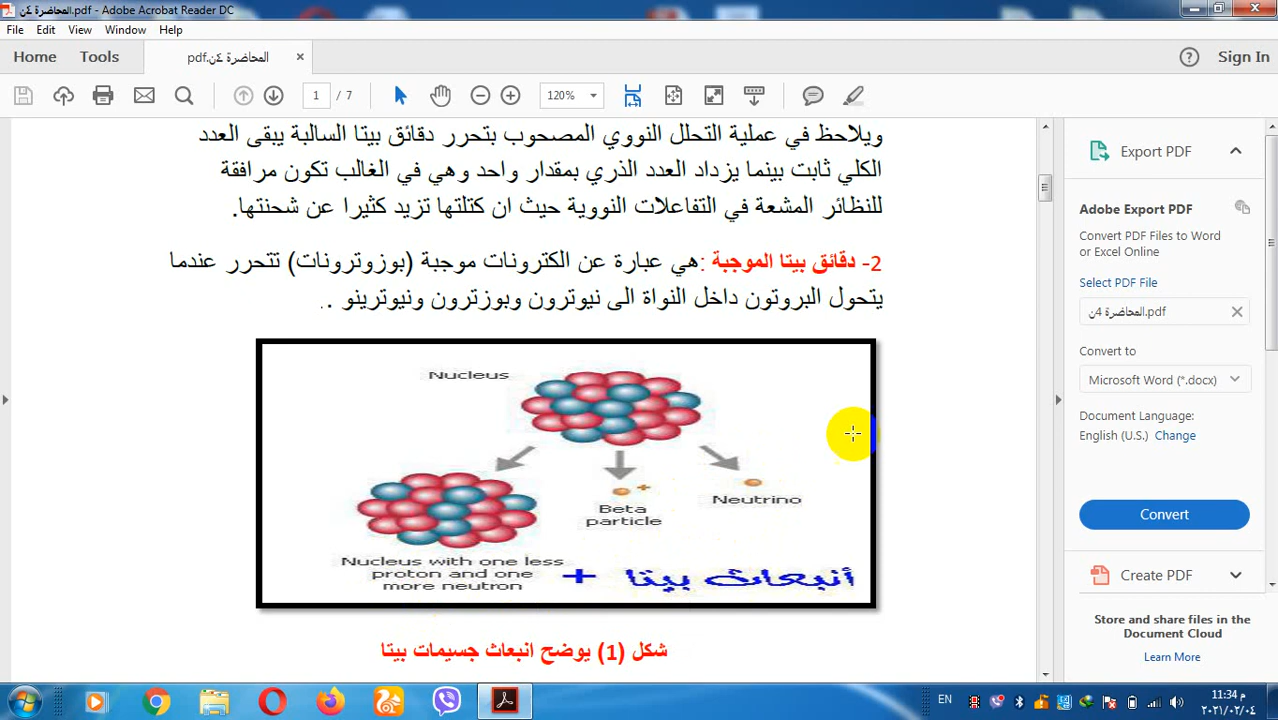 المحاضرة 4ن.pdf - Adobe Acrobat Reader DC
File Edit View Window Help
Home Tools المحاضرة 4ن.pdf ×
Sign In
1 / 7
120%
ويلاحظ في عملية التحلل النووي المصحوب بتحرر دقائق بيتا السالبة يبقى العدد
الكلي ثابت بينما يزداد العدد الذري بمقدار واحد وهي في الغالب تكون مرافقة
للنظائر المشعة في التفاعلات النووية حيث ان كتلتها تزيد كثيرا عن شحنتها.
2- دقائق بيتا الموجبة :هي عبارة عن الكترونات موجبة (بوزوترونات) تتحرر عندما
يتحول البروتون داخل النواة الى نيوترون وبوزترون ونيوترينو ..
Nucleus
Beta
particle
+
Neutrino
Nucleus with one less
proton and one
more neutron
أنبعاث بيتا +
شكل (1) يوضح انبعاث جسيمات بيتا
Export PDF
Adobe Export PDF
Convert PDF Files to Word
or Excel Online
Select PDF File
المحاضرة 4ن.pdf
Convert to
Microsoft Word (*.docx)
Document Language:
English (U.S.) Change
Convert
Create PDF
Store and share files in the
Document Cloud
Learn More
EN
11:34 م
٢٠٢١/٠٢/٠٤